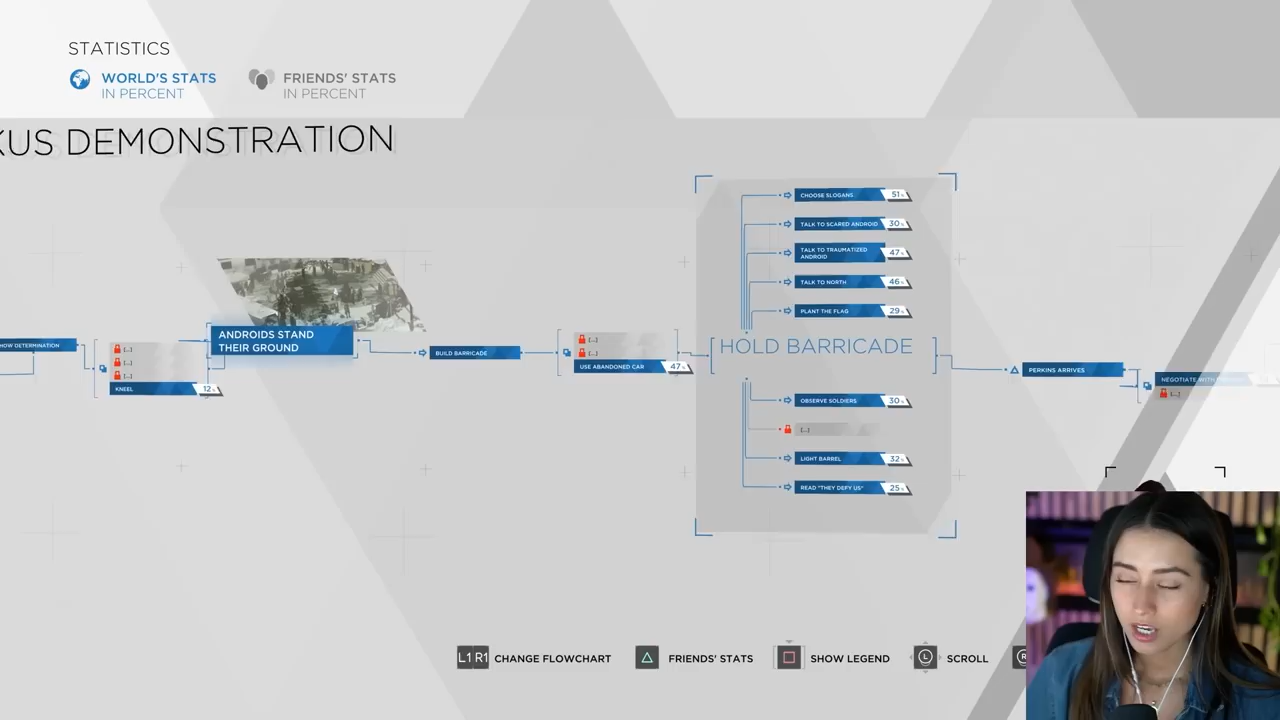 STATISTICS
WORLD'S STATS
IN PERCENT
FRIENDS' STATS
IN PERCENT
KUS DEMONSTRATION
HOW DETERMINATION
[...]
[...]
[...]
KNEEL 12%
ANDROIDS STAND
THEIR GROUND
BUILD BARRICADE
[...]
[...]
USE ABANDONED CAR 47%
HOLD BARRICADE
CHOOSE SLOGANS 51%
TALK TO SCARED ANDROID 30%
TALK TO TRAUMATIZED
ANDROID 47%
TALK TO NORTH 46%
PLANT THE FLAG 29%
OBSERVE SOLDIERS 30%
[...]
LIGHT BARREL 32%
READ "THEY DEFY US" 25%
PERKINS ARRIVES
NEGOTIATE WITH
[...]
L1 R1 CHANGE FLOWCHART
FRIENDS' STATS
SHOW LEGEND
L SCROLL
R